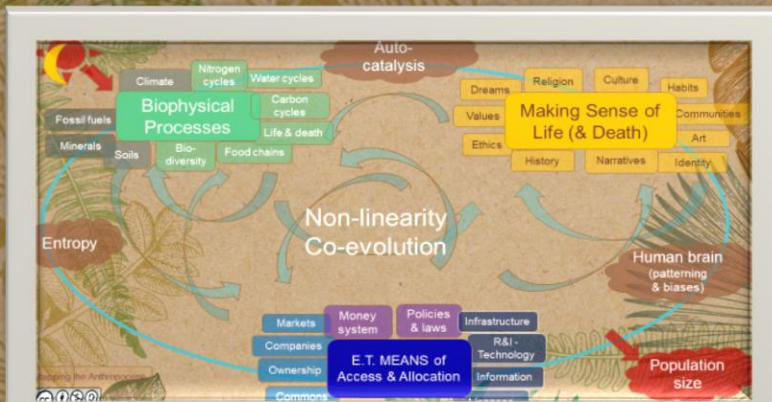 Auto-
catalysis
Nitrogen
cycles
Climate
Water cycles
Biophysical
Processes
Carbon
cycles
Fossil fuels
Life & death
Minerals
Soils
Bio-
diversity
Food chains
Dreams
Religion
Culture
Habits
Values
Making Sense of
Life (& Death)
Communities
Ethics
Art
History
Narratives
Identity
Non-linearity
Co-evolution
Entropy
Human brain
(patterning
& biases)
Markets
Money
system
Policies
& laws
Infrastructure
Companies
E.T. MEANS of
Access & Allocation
R&I -
Technology
Ownership
Information
Commons
Population
size